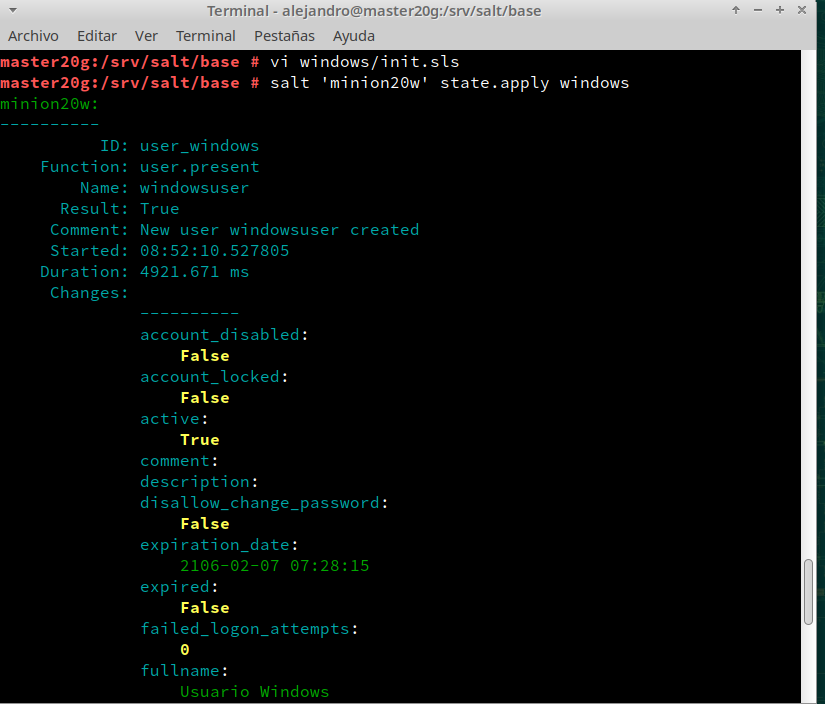 Terminal - alejandro@master20g:/srv/salt/base
Archivo Editar Ver Terminal Pestañas Ayuda
master20g:/srv/salt/base # vi windows/init.sls
master20g:/srv/salt/base # salt 'minion20w' state.apply windows
minion20w:
----------
ID: user_windows
Function: user.present
Name: windowsuser
Result: True
Comment: New user windowsuser created
Started: 08:52:10.527805
Duration: 4921.671 ms
Changes:
----------
account_disabled:
False
account_locked:
False
active:
True
comment:
description:
disallow_change_password:
False
expiration_date:
2106-02-07 07:28:15
expired:
False
failed_logon_attempts:
0
fullname:
Usuario Windows